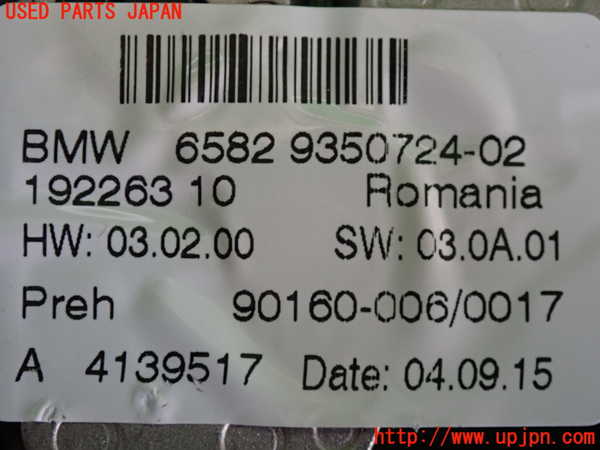 USED PARTS JAPAN
BMW 6582 9350724-02
192263 10 Romania
HW: 03.02.00 SW: 03.0A.01
Preh 90160-006/0017
A 4139517 Date: 04.09.15
http://www.upjpn.com/